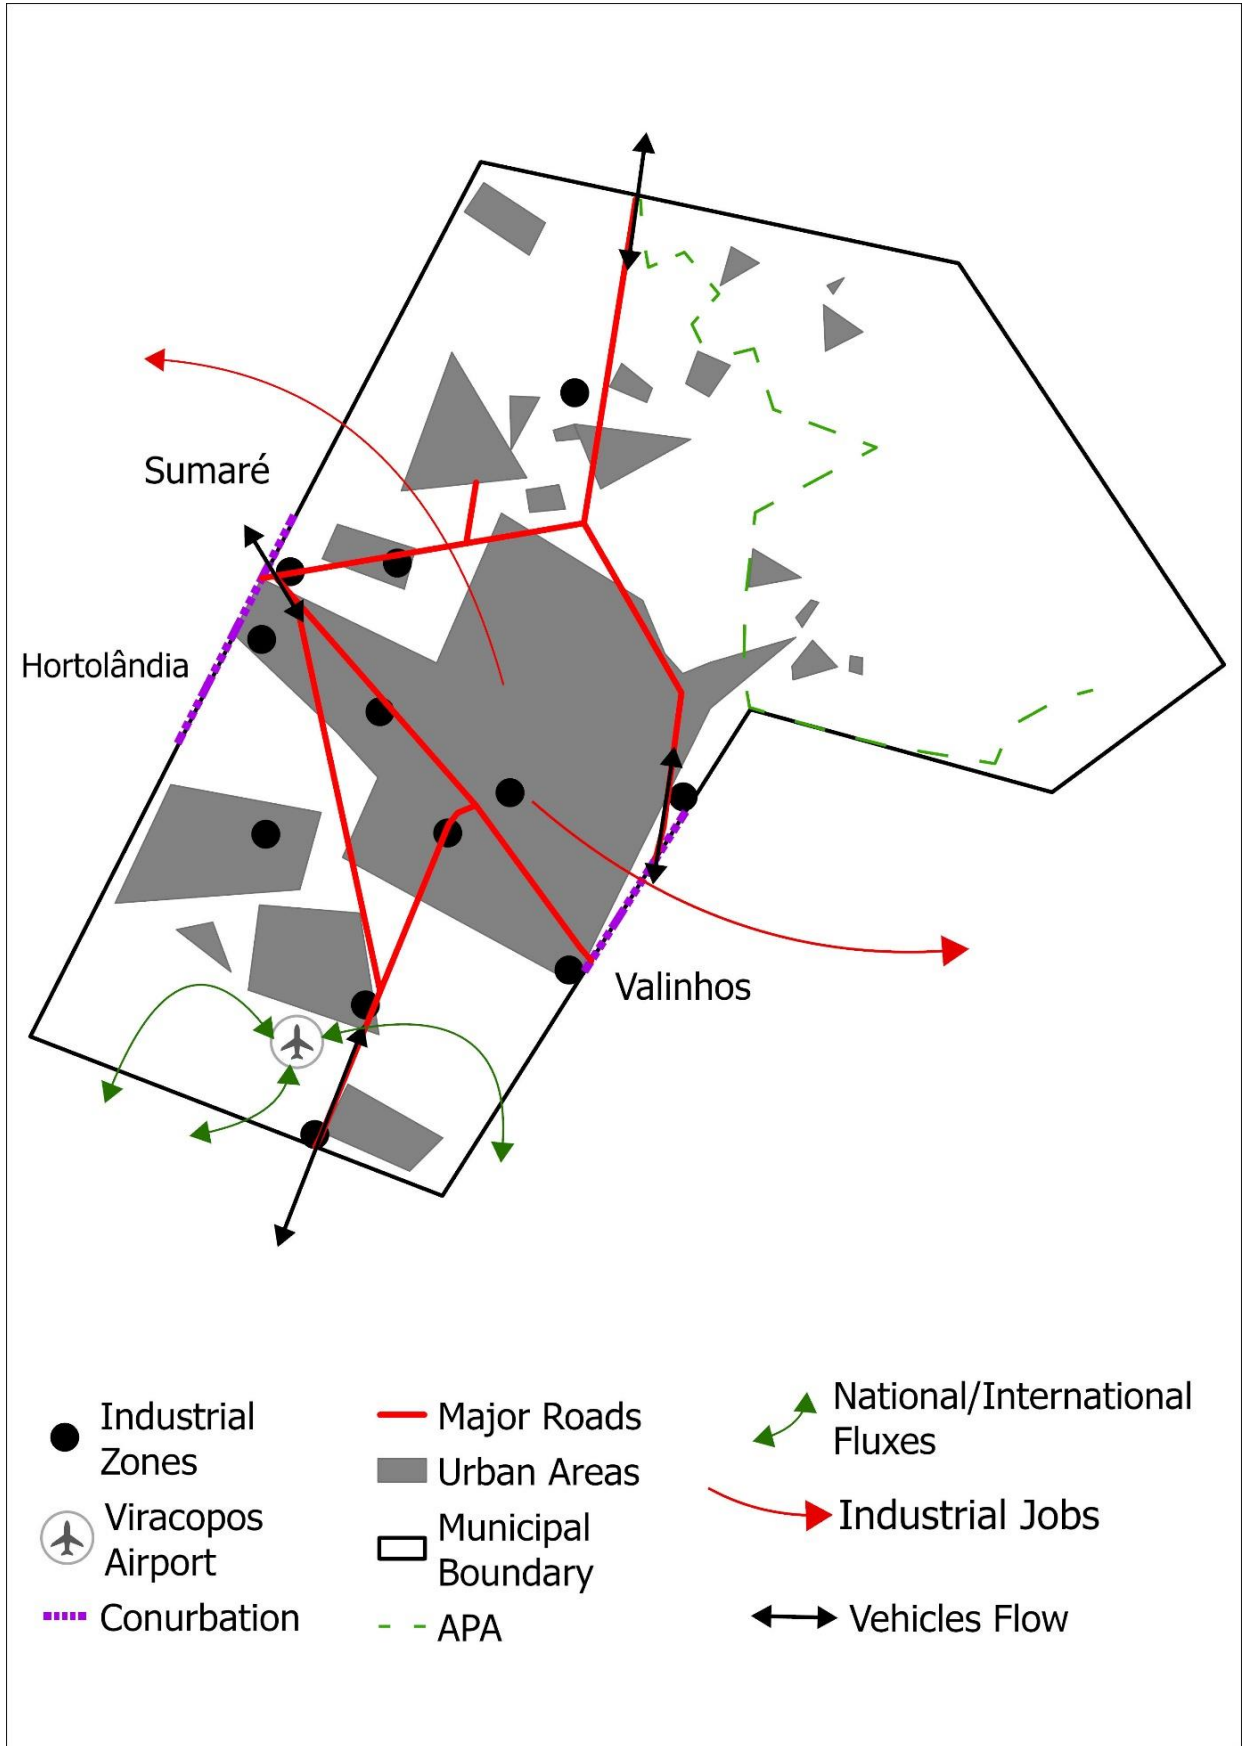 Sumaré
Hortolândia
Valinhos
Industrial
Zones
Viracopos
Airport
Conurbation
Major Roads
Urban Areas
Municipal
Boundary
APA
National/International
Fluxes
Industrial Jobs
Vehicles Flow